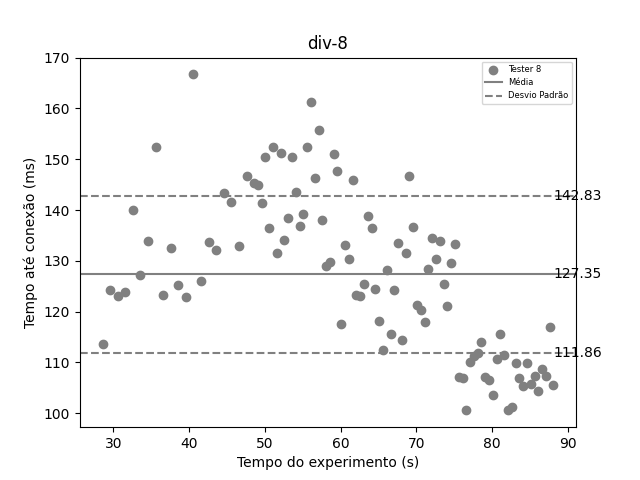 div-8
Tempo até conexão (ms)
170
160
150
140
130
120
110
100
Tester 8
Média
Desvio Padrão
142.83
127.35
111.86
30 40 50 60 70 80 90
Tempo do experimento (s)